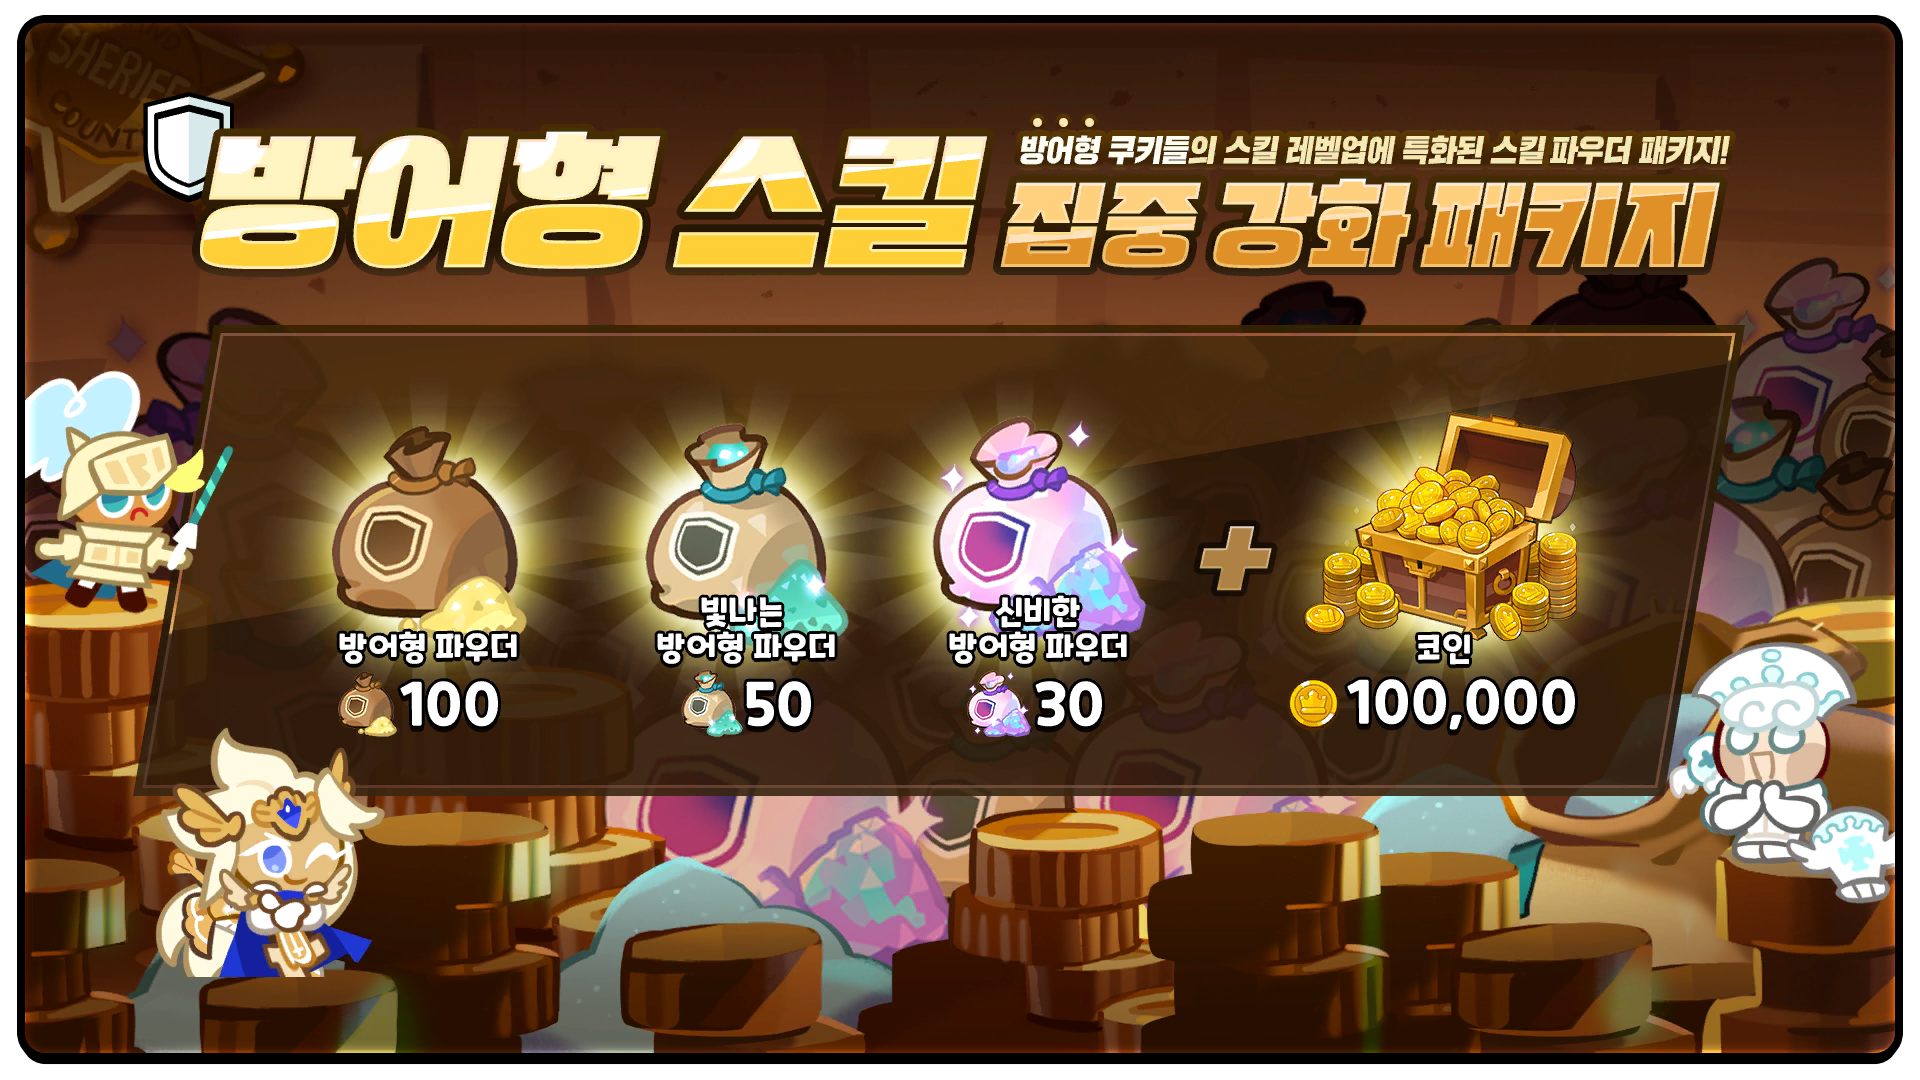 SHERIFF
COUNTY
방어형 쿠키들의 스킬 레벨업에 특화된 스킬 파우더 패키지!
방어형 스킬 집중 강화 패키지
방어형 파우더
100
빛나는
방어형 파우더
50
신비한
방어형 파우더
30
+
코인
100,000